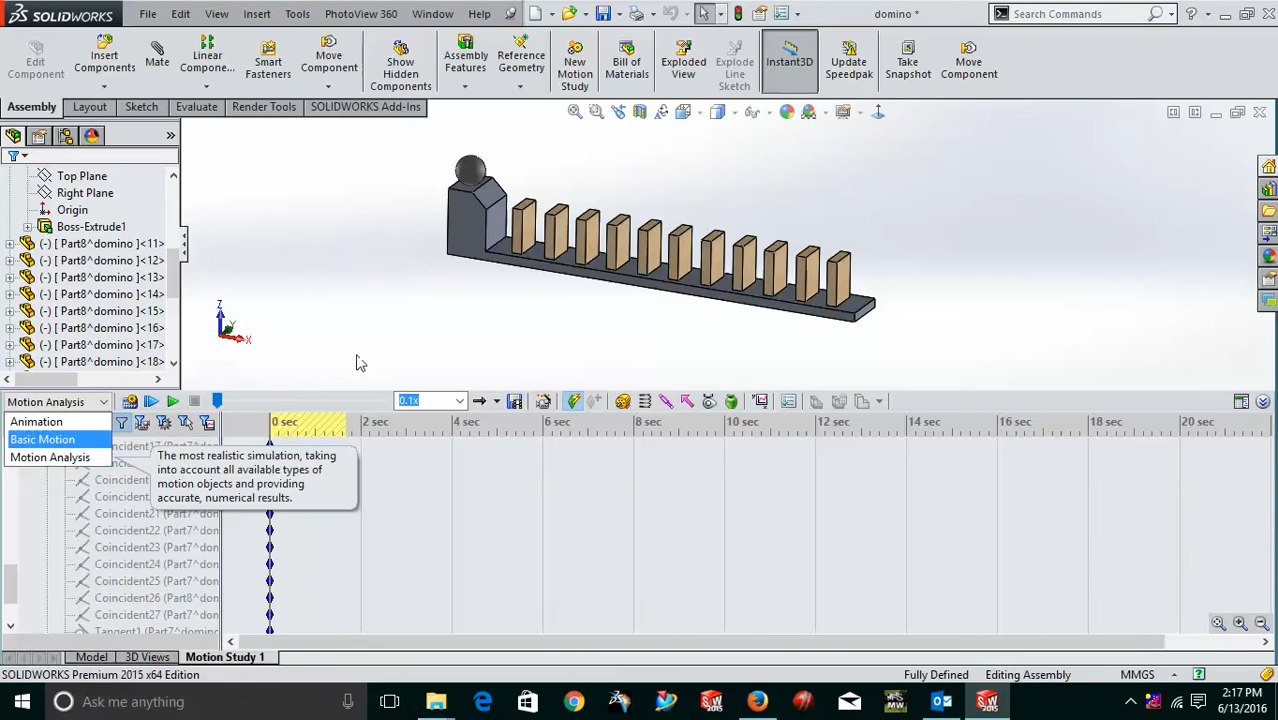 SOLIDWORKS File Edit View Insert Tools PhotoView 360 Window Help domino * Search Commands
Edit Component
Insert Components
Mate
Linear Compone...
Smart Fasteners
Move Component
Show Hidden Components
Assembly Features
Reference Geometry
New Motion Study
Bill of Materials
Exploded View
Explode Line Sketch
Instant3D
Update Speedpak
Take Snapshot
Move Component
Assembly Layout Sketch Evaluate Render Tools SOLIDWORKS Add-Ins
Top Plane
Right Plane
Origin
Boss-Extrude1
(-) [ Part8^domino ]<11>
(-) [ Part8^domino ]<12>
(-) [ Part8^domino ]<13>
(-) [ Part8^domino ]<14>
(-) [ Part8^domino ]<15>
(-) [ Part8^domino ]<16>
(-) [ Part8^domino ]<17>
(-) [ Part8^domino ]<18>
Z
Y
X
Motion Analysis 0.1x
Animation
Basic Motion
Motion Analysis
0 sec 2 sec 4 sec 6 sec 8 sec 10 sec 12 sec 14 sec 16 sec 18 sec 20 sec
The most realistic simulation, taking
into account all available types of
motion objects and providing
accurate, numerical results.
Coincident21 (Part7^don
Coincident22 (Part7^don
Coincident23 (Part7^don
Coincident24 (Part7^don
Coincident25 (Part7^don
Coincident26 (Part8^don
Coincident27 (Part7^don
Tangent1 (Part7^domino
Model 3D Views Motion Study 1
SOLIDWORKS Premium 2015 x64 Edition Fully Defined Editing Assembly MMGS
Ask me anything
2:17 PM
6/13/2016